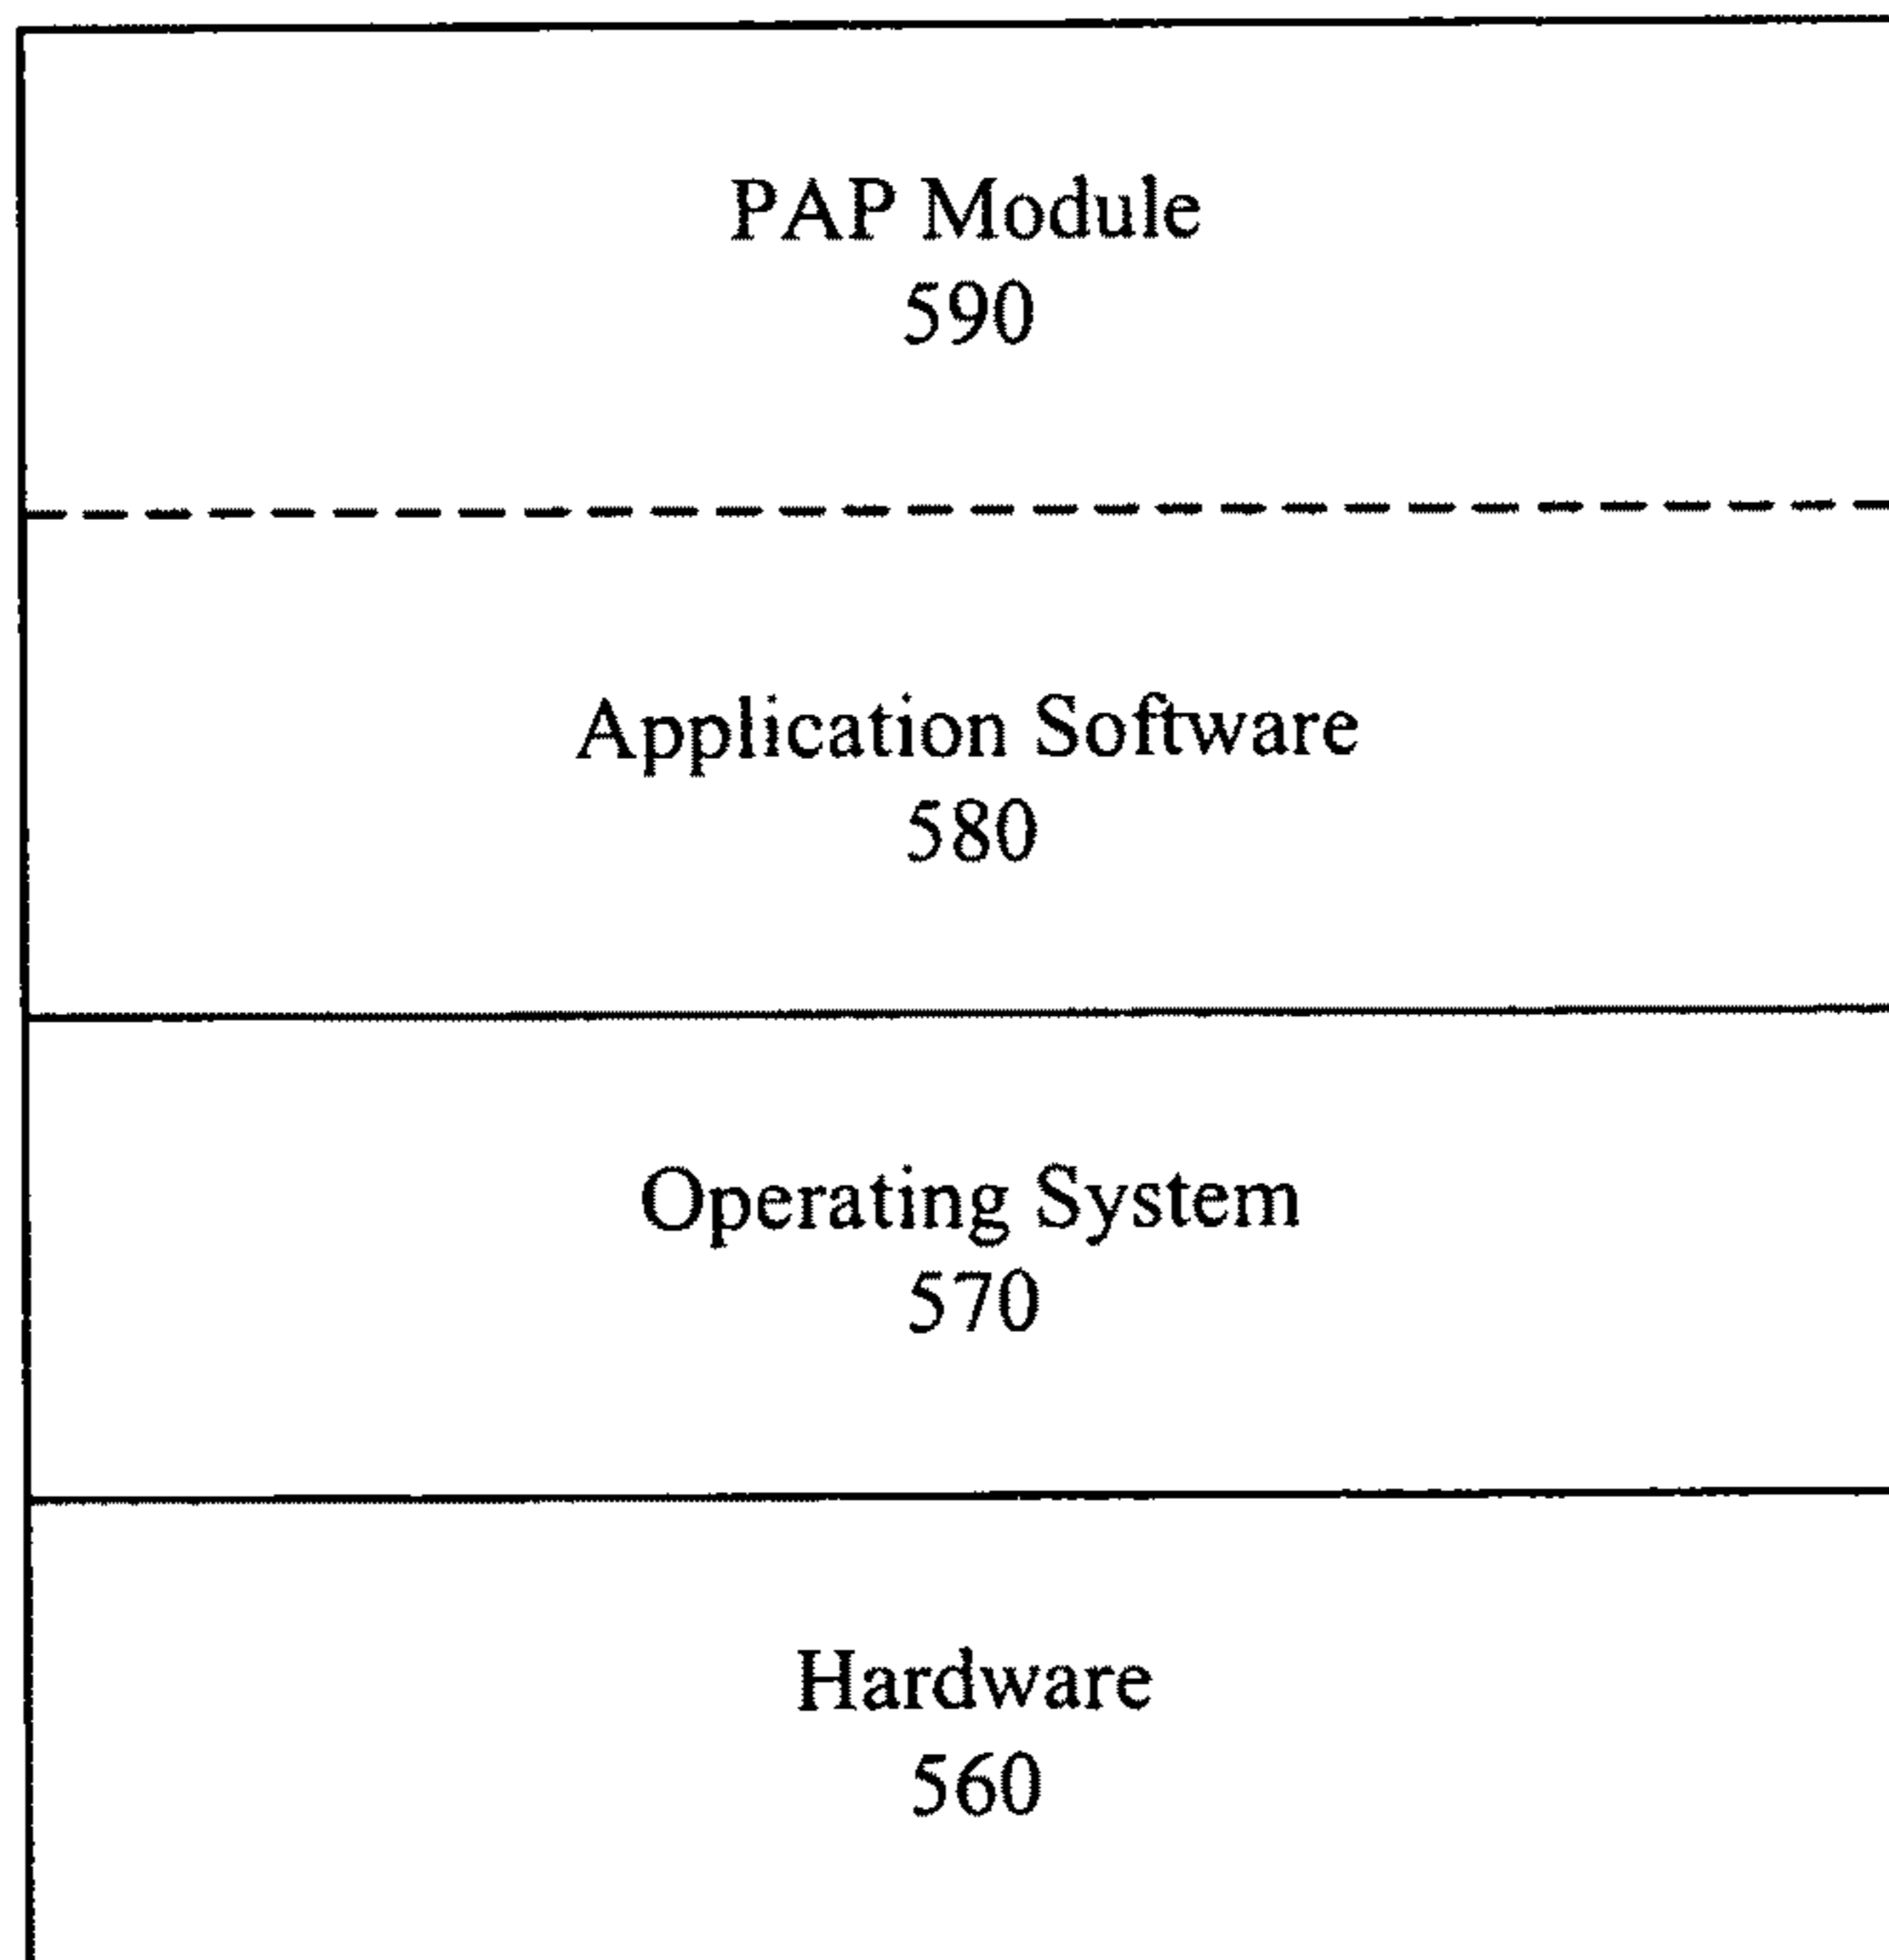 PAP Module
590
Application Software
580
Operating System
570
Hardware
560